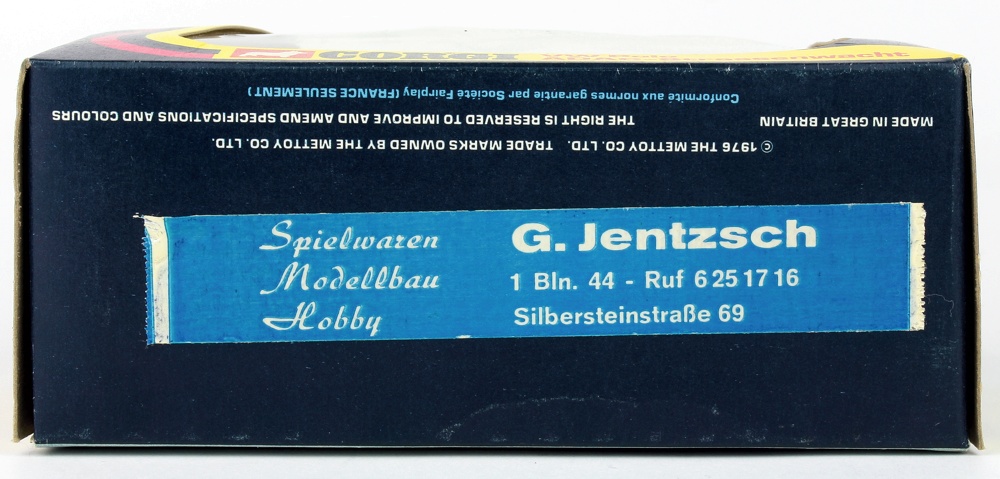 CORGI
Conformité aux normes garantie par Société Fairplay (FRANCE SEULEMENT)
MADE IN GREAT BRITAIN THE RIGHT IS RESERVED TO IMPROVE AND AMEND SPECIFICATIONS AND COLOURS
© 1976 THE METTOY CO. LTD. TRADE MARKS OWNED BY THE METTOY CO. LTD.
Spielwaren
Modellbau
Hobby
G. Jentzsch
1 Bln. 44 - Ruf 6 25 17 16
Silbersteinstraße 69